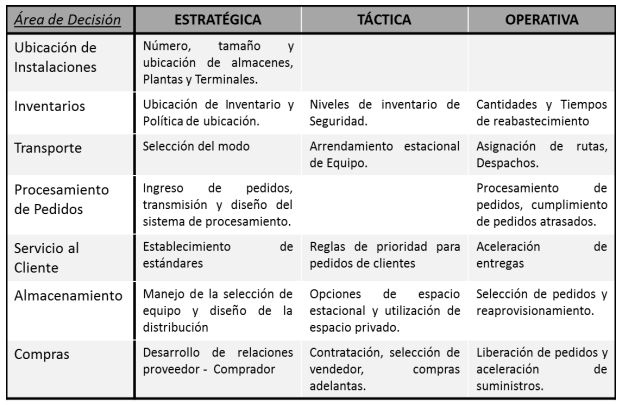 Área de Decisión
ESTRATÉGICA
TÁCTICA
OPERATIVA
Ubicación de
Instalaciones
Número, tamaño y
ubicación de almacenes,
Plantas y Terminales.
Inventarios
Ubicación de Inventario y
Política de ubicación.
Niveles de inventario de
Seguridad.
Cantidades y Tiempos
de reabastecimiento
Transporte
Selección del modo
Arrendamiento estacional
de Equipo.
Asignación de rutas,
Despachos.
Procesamiento
de Pedidos
Ingreso de pedidos,
transmisión y diseño del
sistema de procesamiento.
Procesamiento de
pedidos, cumplimiento
de pedidos atrasados.
Servicio al
Cliente
Establecimiento de
estándares
Reglas de prioridad para
pedidos de clientes
Aceleración de
entregas
Almacenamiento
Manejo de la selección de
equipo y diseño de la
distribución
Opciones de espacio
estacional y utilización de
espacio privado.
Selección de pedidos y
reaprovisionamiento.
Compras
Desarrollo de relaciones
proveedor - Comprador
Contratación, selección de
vendedor, compras
adelantas.
Liberación de pedidos y
aceleración de
suministros.